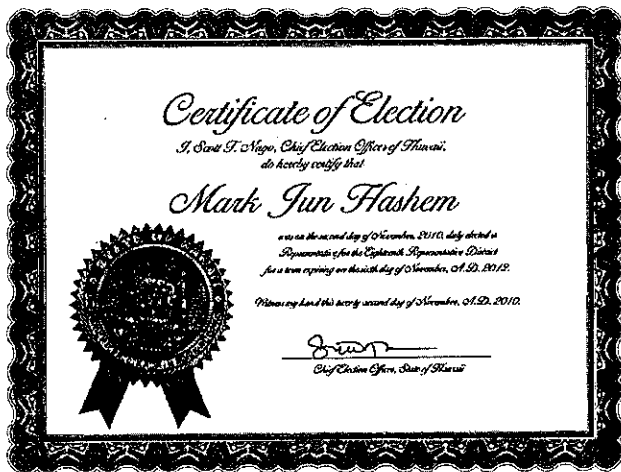 Certificate of Election
I, Scott T. Nago, Chief Election Officer of Hawaii,
do hereby certify that
Mark Jun Hashem
was on the second day of November, 2010, duly elected a
Representative for the Eighteenth Representative District
for a term expiring on the sixth day of November, A.D. 2012.
Witness my hand this twenty second day of November, A.D. 2010.
Chief Election Officer, State of Hawaii